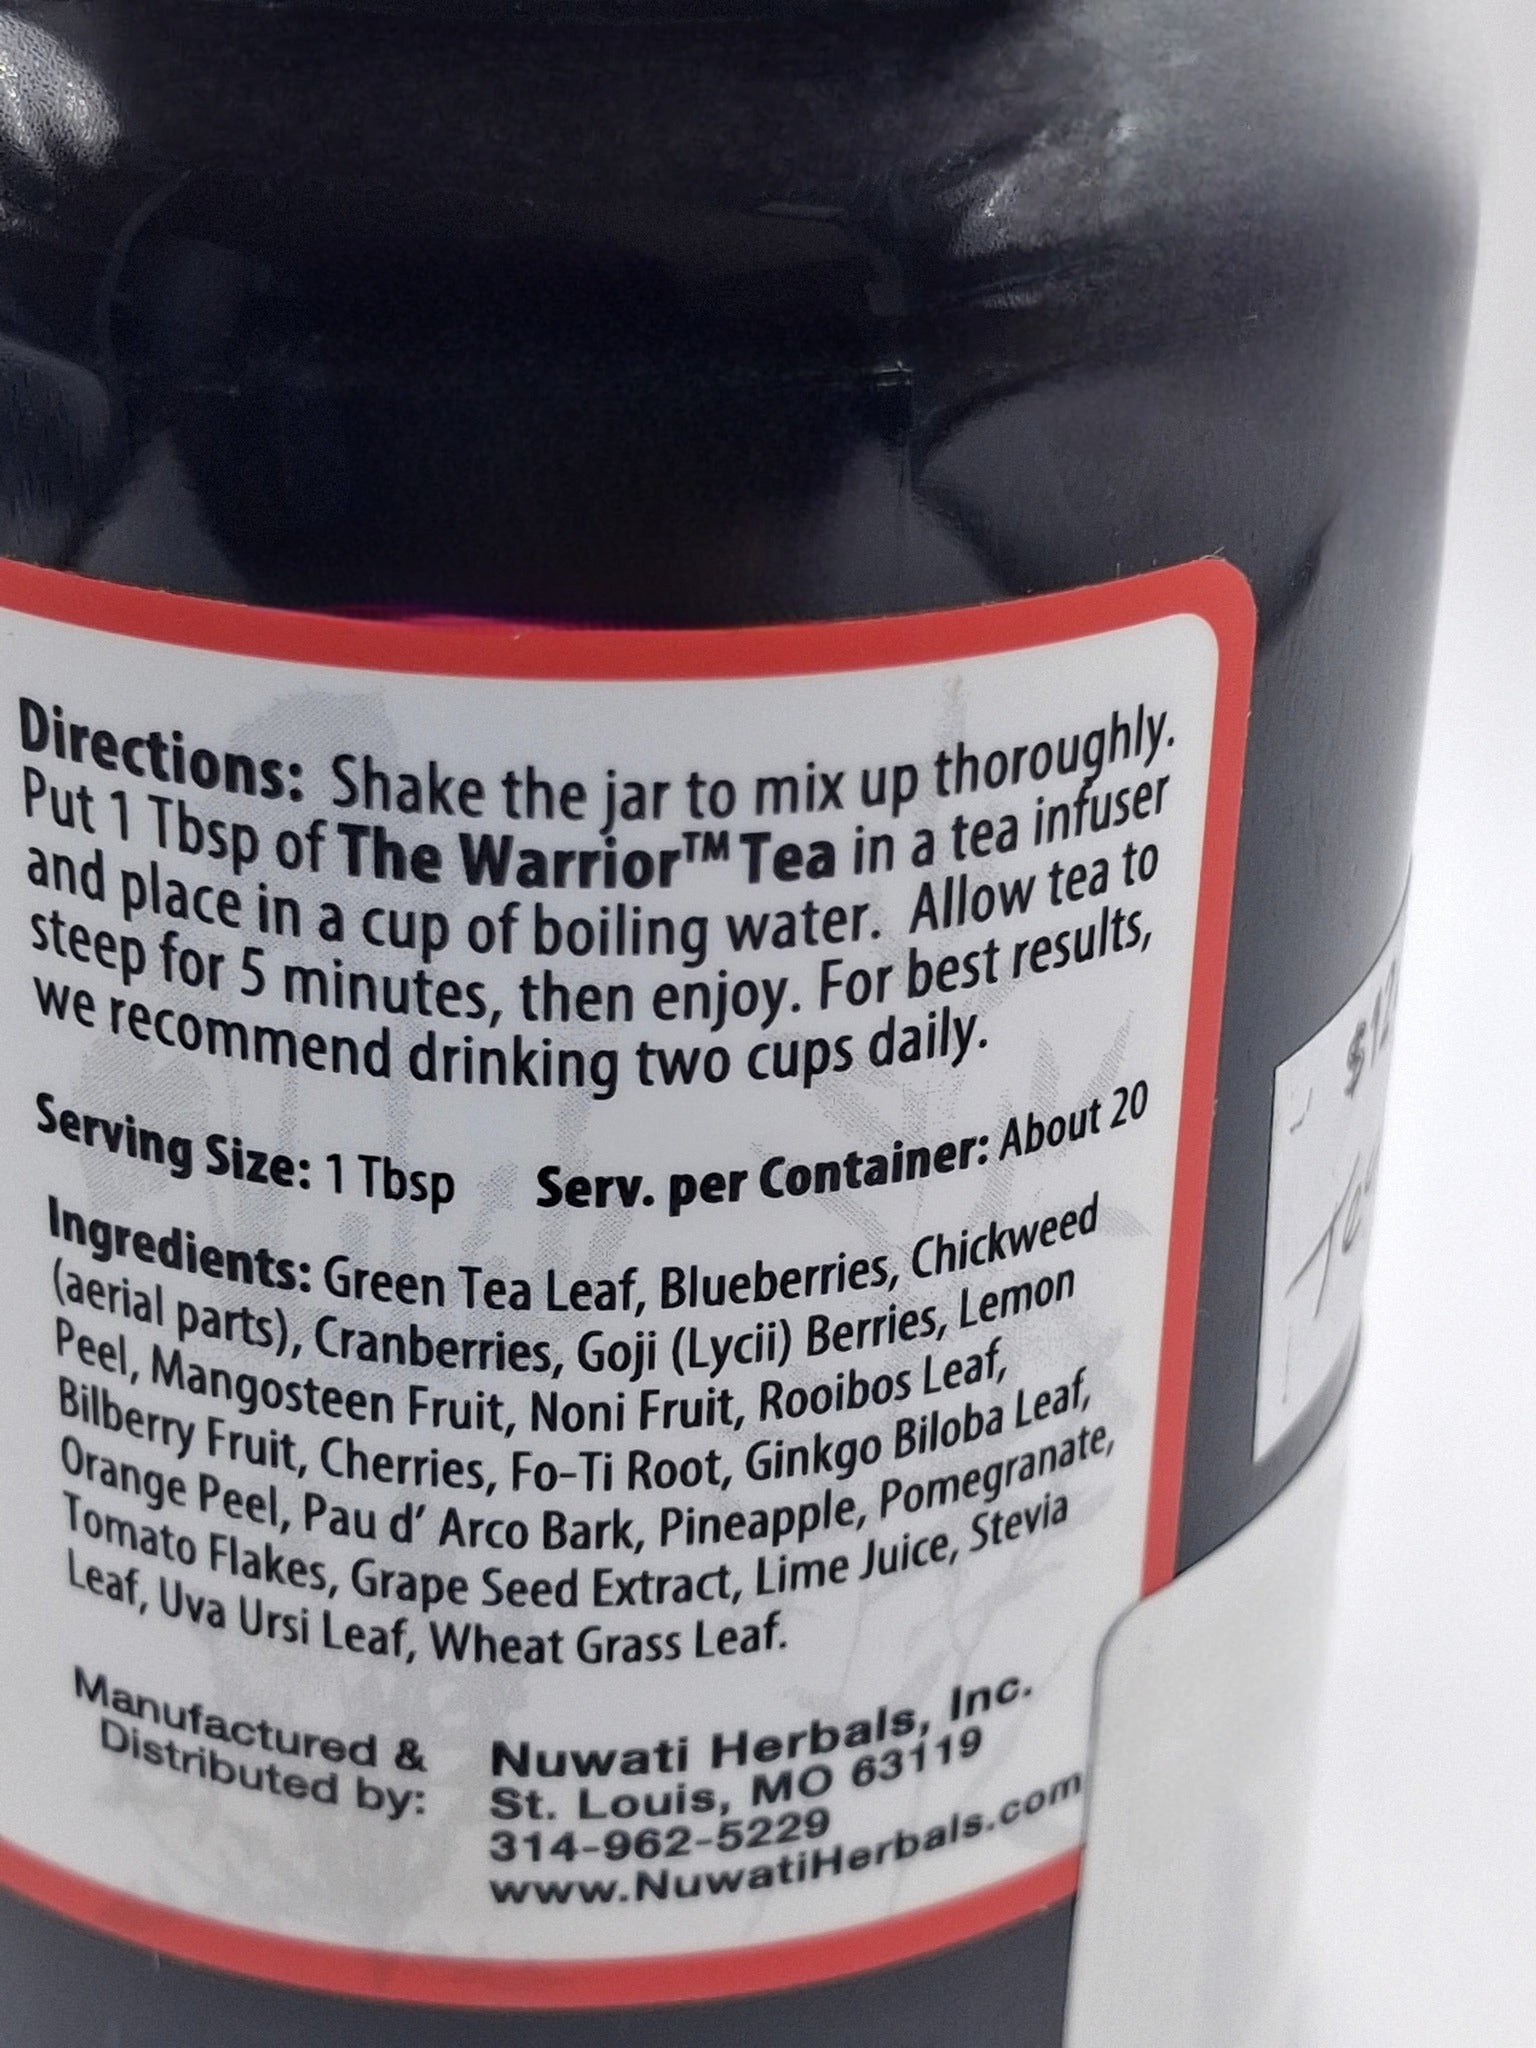 Directions: Shake the jar to mix up thoroughly.
Put 1 Tbsp of The Warrior™ Tea in a tea infuser
and place in a cup of boiling water. Allow tea to
steep for 5 minutes, then enjoy. For best results,
we recommend drinking two cups daily.
Serving Size: 1 Tbsp Serv. per Container: About 20
Ingredients: Green Tea Leaf, Blueberries, Chickweed
(aerial parts), Cranberries, Goji (Lycii) Berries, Lemon
Peel, Mangosteen Fruit, Noni Fruit, Rooibos Leaf,
Bilberry Fruit, Cherries, Fo-Ti Root, Ginkgo Biloba Leaf,
Orange Peel, Pau d' Arco Bark, Pineapple, Pomegranate,
Tomato Flakes, Grape Seed Extract, Lime Juice, Stevia
Leaf, Uva Ursi Leaf, Wheat Grass Leaf.
Manufactured &
Distributed by:
Nuwati Herbals, Inc.
St. Louis, MO 63119
314-962-5229
www.NuwatiHerbals.com